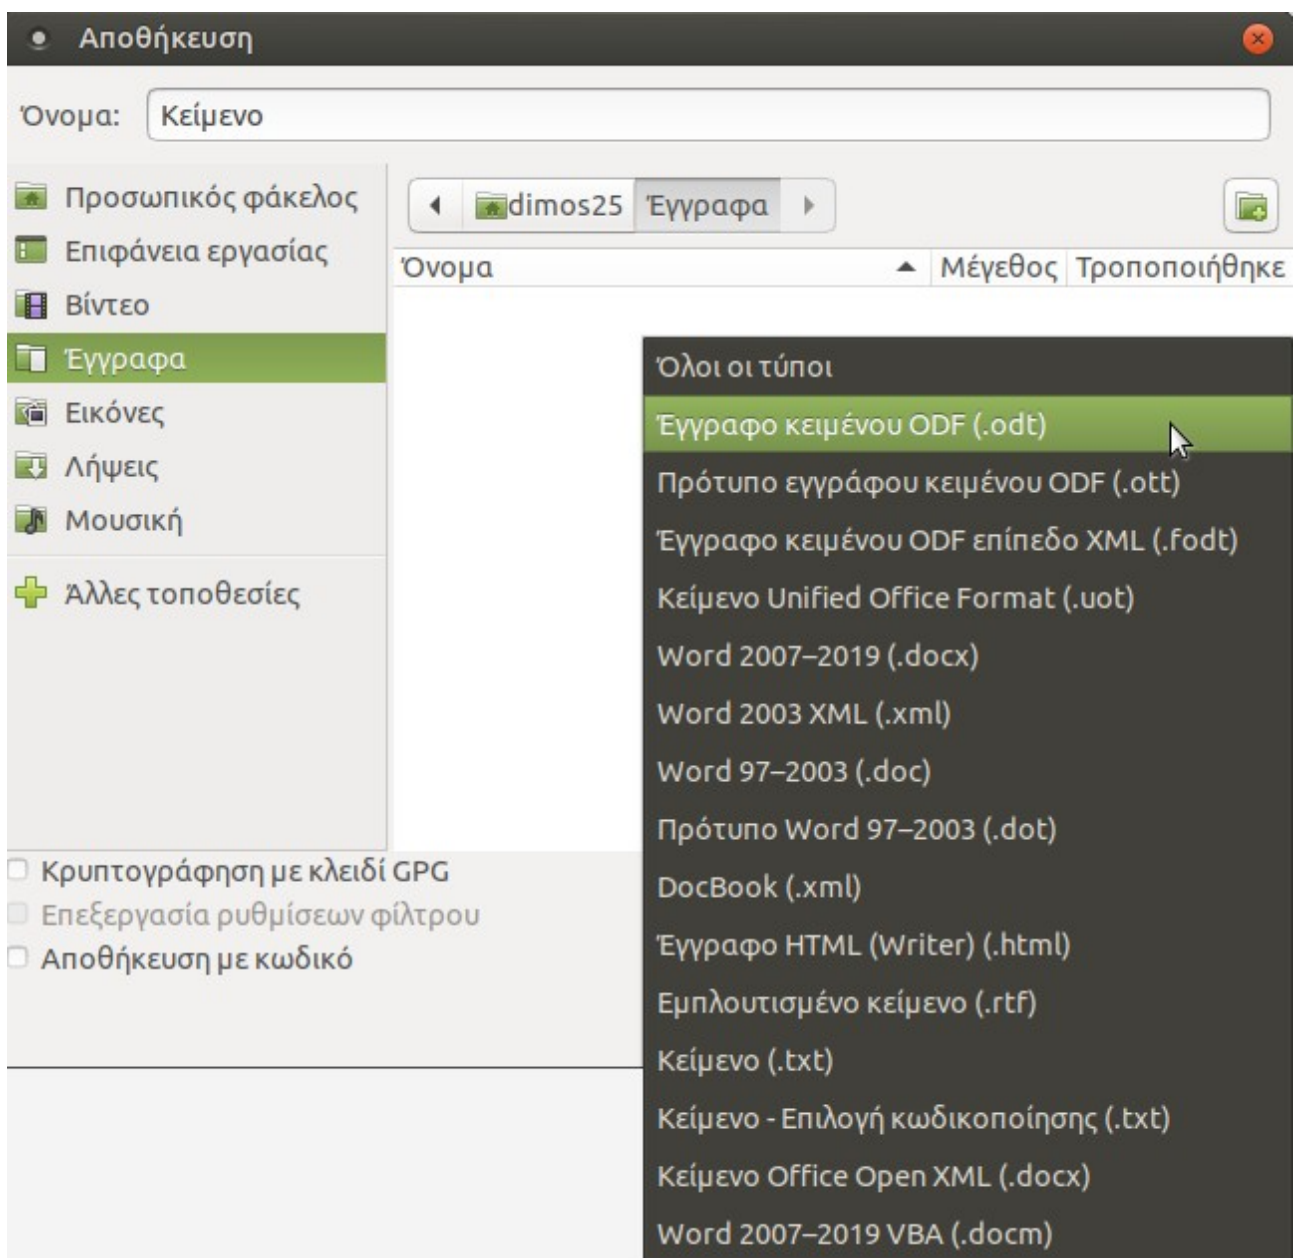 Αποθήκευση
Όνομα: Κείμενο
Προσωπικός φάκελος
Επιφάνεια εργασίας
Βίντεο
Έγγραφα
Εικόνες
Λήψεις
Μουσική
Άλλες τοποθεσίες
dimos25 Έγγραφα
Όνομα Μέγεθος Τροποποιήθηκε
Όλοι οι τύποι
Έγγραφο κειμένου ODF (.odt)
Πρότυπο εγγράφου κειμένου ODF (.ott)
Έγγραφο κειμένου ODF επίπεδο XML (.fodt)
Κείμενο Unified Office Format (.uot)
Word 2007–2019 (.docx)
Word 2003 XML (.xml)
Word 97–2003 (.doc)
Πρότυπο Word 97–2003 (.dot)
DocBook (.xml)
Έγγραφο HTML (Writer) (.html)
Εμπλουτισμένο κείμενο (.rtf)
Κείμενο (.txt)
Κείμενο - Επιλογή κωδικοποίησης (.txt)
Κείμενο Office Open XML (.docx)
Word 2007–2019 VBA (.docm)
Κρυπτογράφηση με κλειδί GPG
Επεξεργασία ρυθμίσεων φίλτρου
Αποθήκευση με κωδικό